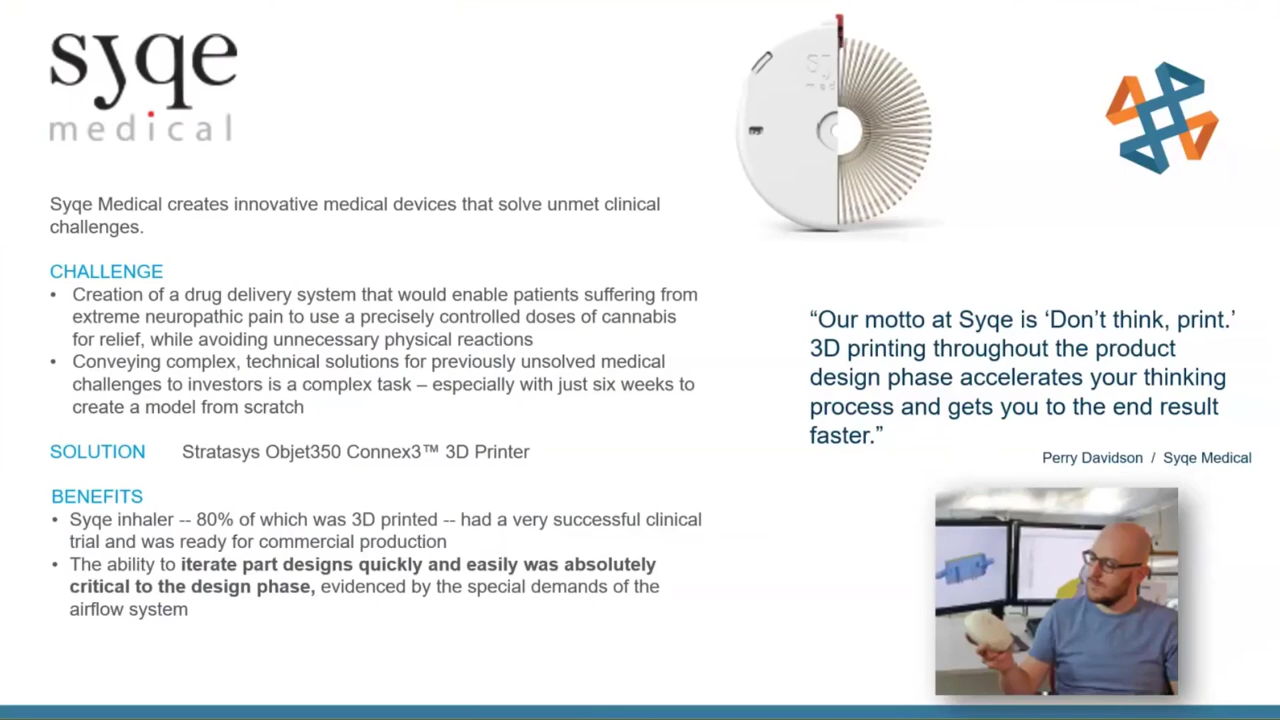 syqe
medical
Syqe Medical creates innovative medical devices that solve unmet clinical
challenges.
CHALLENGE
• Creation of a drug delivery system that would enable patients suffering from
extreme neuropathic pain to use a precisely controlled doses of cannabis
for relief, while avoiding unnecessary physical reactions
• Conveying complex, technical solutions for previously unsolved medical
challenges to investors is a complex task – especially with just six weeks to
create a model from scratch
SOLUTION Stratasys Objet350 Connex3™ 3D Printer
BENEFITS
• Syqe inhaler -- 80% of which was 3D printed -- had a very successful clinical
trial and was ready for commercial production
• The ability to iterate part designs quickly and easily was absolutely
critical to the design phase, evidenced by the special demands of the
airflow system
“Our motto at Syqe is ‘Don’t think, print.’
3D printing throughout the product
design phase accelerates your thinking
process and gets you to the end result
faster.”
Perry Davidson / Syqe Medical